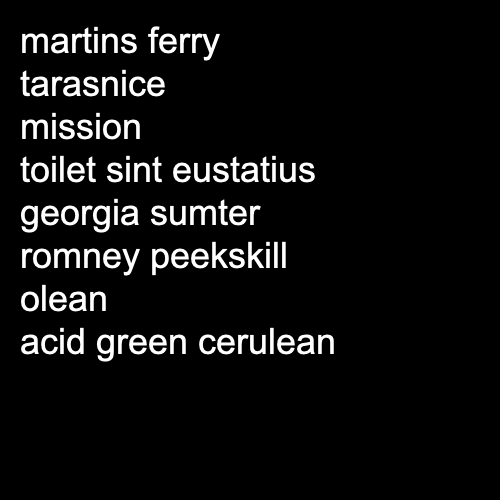 martins ferry
tarasnice
mission
toilet sint eustatius
georgia sumter
romney peekskill
olean
acid green cerulean